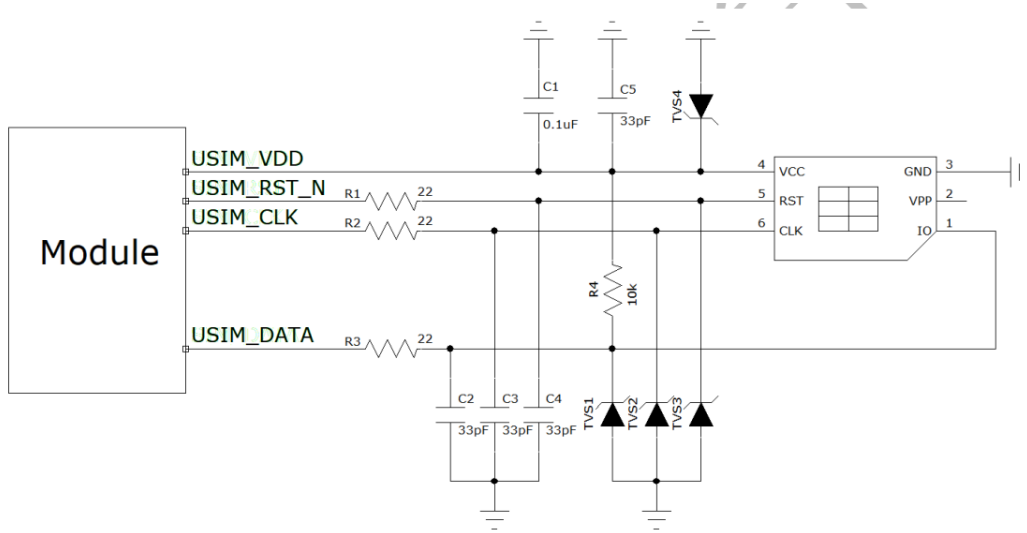 C1
0.1uF
C5
33pF
TVS4
Module
USIM_VDD
USIM_RST_N
USIM_CLK
USIM_DATA
R1
22
R2
22
R3
22
R4
10k
4
VCC
5
RST
6
CLK
GND
3
VPP
2
IO
1
C2
33pF
C3
33pF
C4
33pF
TVS1
TVS2
TVS3